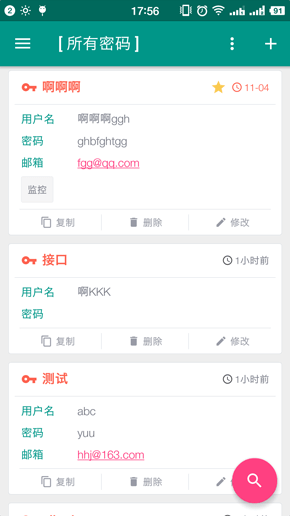 2 17:56 91
[ 所有密码 ]
啊啊啊 11-04
用户名 啊啊啊ggh
密码 ghbfghtgg
邮箱 fgg@qq.com
监控
复制 删除 修改
接口 1小时前
用户名 啊KKK
密码
复制 删除 修改
测试 1小时前
用户名 abc
密码 yuu
邮箱 hhj@163.com
复制 删除